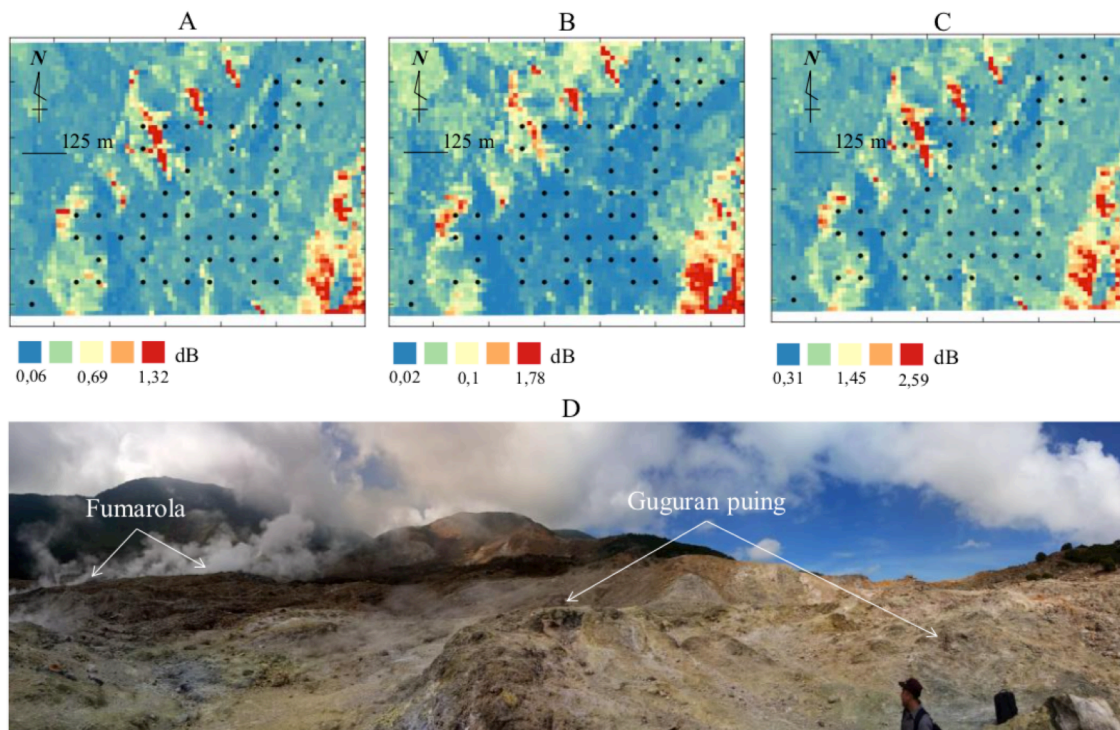 A
B
C
N
125 m
N
125 m
N
125 m
dB
0,06 0,69 1,32
dB
0,02 0,1 1,78
dB
0,31 1,45 2,59
D
Fumarola
Guguran puing